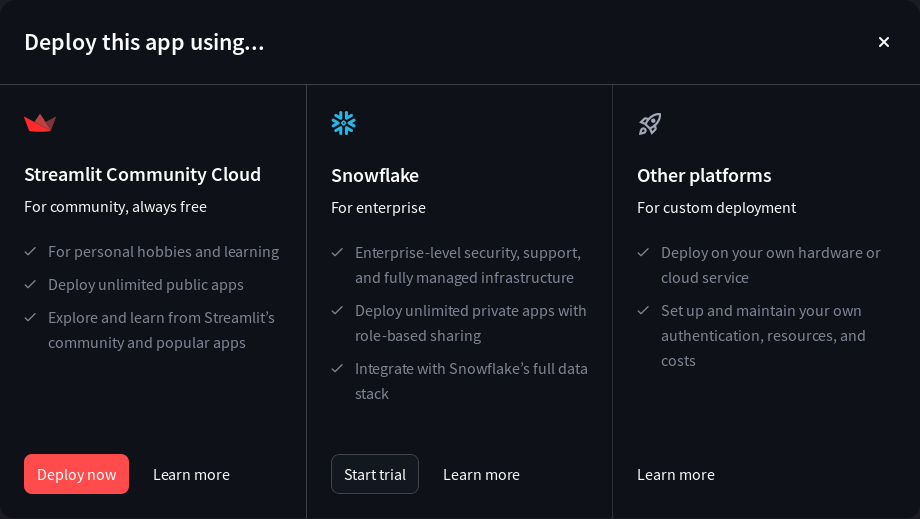 Deploy this app using...
Streamlit Community Cloud
For community, always free
For personal hobbies and learning
Deploy unlimited public apps
Explore and learn from Streamlit’s
community and popular apps
Deploy now
Learn more
Snowflake
For enterprise
Enterprise-level security, support,
and fully managed infrastructure
Deploy unlimited private apps with
role-based sharing
Integrate with Snowflake’s full data
stack
Start trial
Learn more
Other platforms
For custom deployment
Deploy on your own hardware or
cloud service
Set up and maintain your own
authentication, resources, and
costs
Learn more